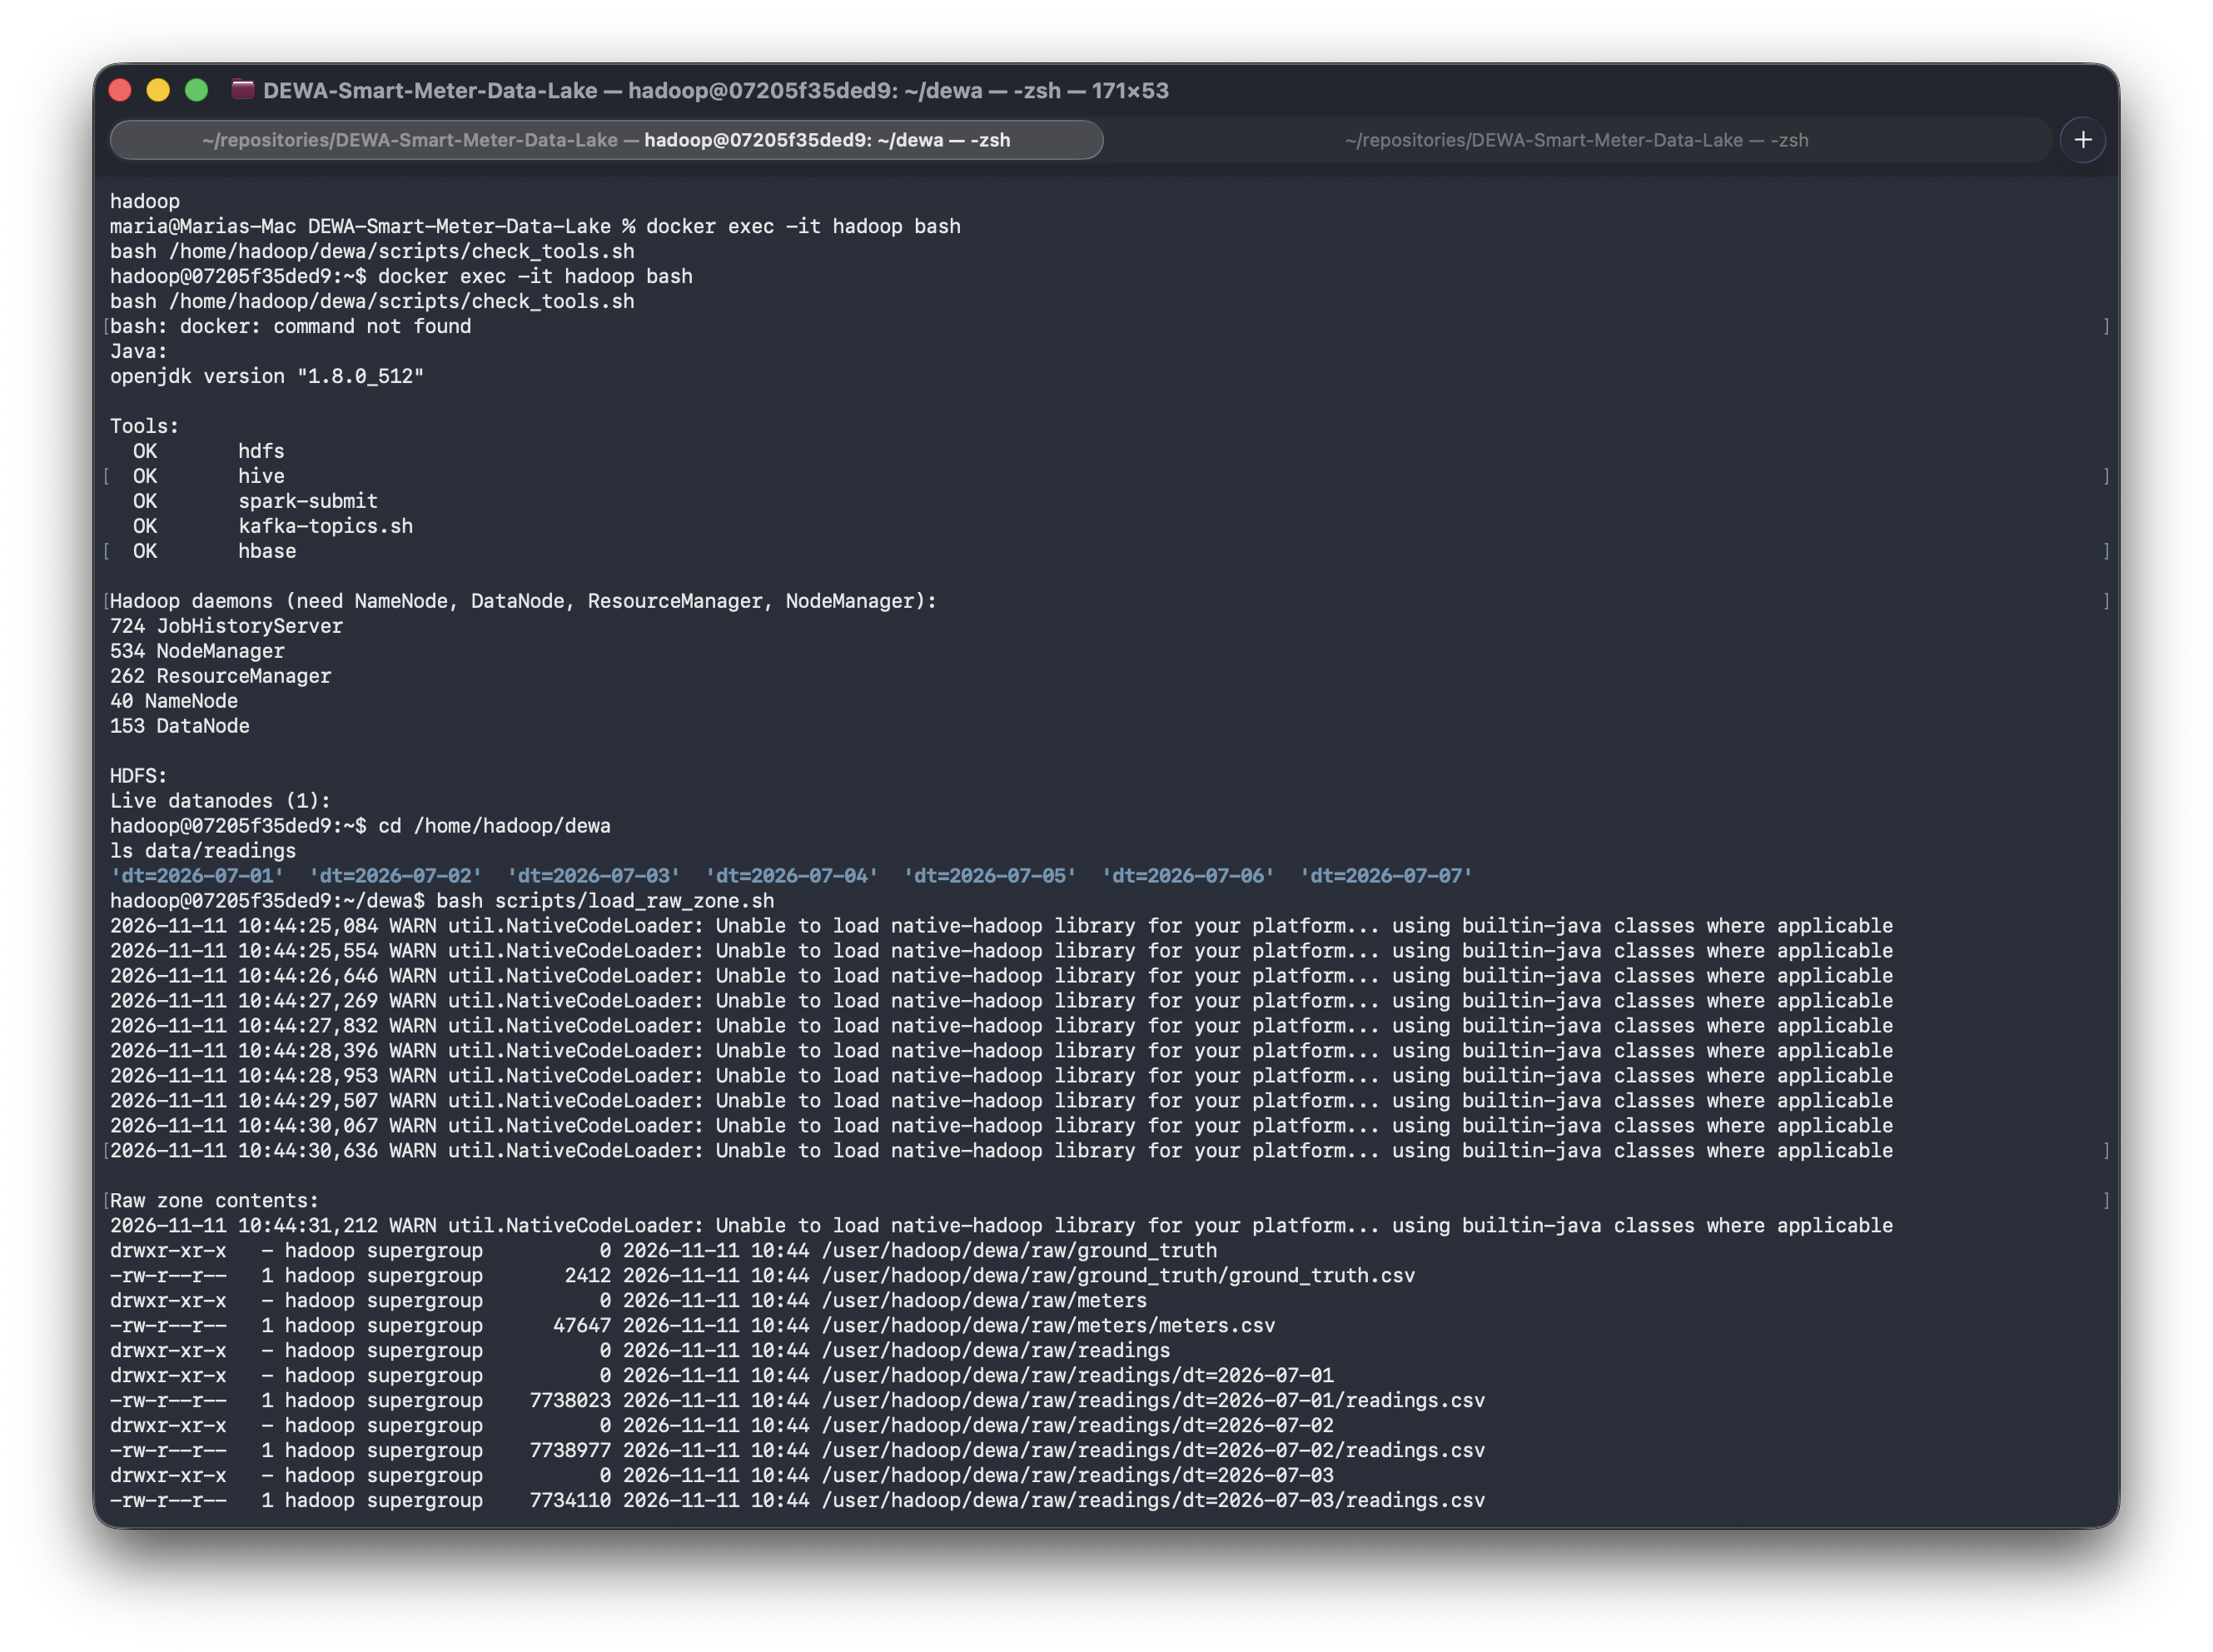 DEWA-Smart-Meter-Data-Lake — hadoop@07205f35ded9: ~/dewa — -zsh — 171×53
~/repositories/DEWA-Smart-Meter-Data-Lake — hadoop@07205f35ded9: ~/dewa — -zsh
~/repositories/DEWA-Smart-Meter-Data-Lake — -zsh
+
hadoop
maria@Marias-Mac DEWA-Smart-Meter-Data-Lake % docker exec -it hadoop bash
bash /home/hadoop/dewa/scripts/check_tools.sh
hadoop@07205f35ded9:~$ docker exec -it hadoop bash
bash /home/hadoop/dewa/scripts/check_tools.sh
[bash: docker: command not found ]
Java:
openjdk version "1.8.0_512"
Tools:
  OK       hdfs
[  OK       hive ]
  OK       spark-submit
  OK       kafka-topics.sh
[  OK       hbase ]
[Hadoop daemons (need NameNode, DataNode, ResourceManager, NodeManager): ]
724 JobHistoryServer
534 NodeManager
262 ResourceManager
40 NameNode
153 DataNode
HDFS:
Live datanodes (1):
hadoop@07205f35ded9:~$ cd /home/hadoop/dewa
ls data/readings
'dt=2026-07-01'  'dt=2026-07-02'  'dt=2026-07-03'  'dt=2026-07-04'  'dt=2026-07-05'  'dt=2026-07-06'  'dt=2026-07-07'
hadoop@07205f35ded9:~/dewa$ bash scripts/load_raw_zone.sh
2026-11-11 10:44:25,084 WARN util.NativeCodeLoader: Unable to load native-hadoop library for your platform... using builtin-java classes where applicable
2026-11-11 10:44:25,554 WARN util.NativeCodeLoader: Unable to load native-hadoop library for your platform... using builtin-java classes where applicable
2026-11-11 10:44:26,646 WARN util.NativeCodeLoader: Unable to load native-hadoop library for your platform... using builtin-java classes where applicable
2026-11-11 10:44:27,269 WARN util.NativeCodeLoader: Unable to load native-hadoop library for your platform... using builtin-java classes where applicable
2026-11-11 10:44:27,832 WARN util.NativeCodeLoader: Unable to load native-hadoop library for your platform... using builtin-java classes where applicable
2026-11-11 10:44:28,396 WARN util.NativeCodeLoader: Unable to load native-hadoop library for your platform... using builtin-java classes where applicable
2026-11-11 10:44:28,953 WARN util.NativeCodeLoader: Unable to load native-hadoop library for your platform... using builtin-java classes where applicable
2026-11-11 10:44:29,507 WARN util.NativeCodeLoader: Unable to load native-hadoop library for your platform... using builtin-java classes where applicable
2026-11-11 10:44:30,067 WARN util.NativeCodeLoader: Unable to load native-hadoop library for your platform... using builtin-java classes where applicable
[2026-11-11 10:44:30,636 WARN util.NativeCodeLoader: Unable to load native-hadoop library for your platform... using builtin-java classes where applicable ]
[Raw zone contents: ]
2026-11-11 10:44:31,212 WARN util.NativeCodeLoader: Unable to load native-hadoop library for your platform... using builtin-java classes where applicable
drwxr-xr-x   - hadoop supergroup          0 2026-11-11 10:44 /user/hadoop/dewa/raw/ground_truth
-rw-r--r--   1 hadoop supergroup       2412 2026-11-11 10:44 /user/hadoop/dewa/raw/ground_truth/ground_truth.csv
drwxr-xr-x   - hadoop supergroup          0 2026-11-11 10:44 /user/hadoop/dewa/raw/meters
-rw-r--r--   1 hadoop supergroup      47647 2026-11-11 10:44 /user/hadoop/dewa/raw/meters/meters.csv
drwxr-xr-x   - hadoop supergroup          0 2026-11-11 10:44 /user/hadoop/dewa/raw/readings
drwxr-xr-x   - hadoop supergroup          0 2026-11-11 10:44 /user/hadoop/dewa/raw/readings/dt=2026-07-01
-rw-r--r--   1 hadoop supergroup    7738023 2026-11-11 10:44 /user/hadoop/dewa/raw/readings/dt=2026-07-01/readings.csv
drwxr-xr-x   - hadoop supergroup          0 2026-11-11 10:44 /user/hadoop/dewa/raw/readings/dt=2026-07-02
-rw-r--r--   1 hadoop supergroup    7738977 2026-11-11 10:44 /user/hadoop/dewa/raw/readings/dt=2026-07-02/readings.csv
drwxr-xr-x   - hadoop supergroup          0 2026-11-11 10:44 /user/hadoop/dewa/raw/readings/dt=2026-07-03
-rw-r--r--   1 hadoop supergroup    7734110 2026-11-11 10:44 /user/hadoop/dewa/raw/readings/dt=2026-07-03/readings.csv